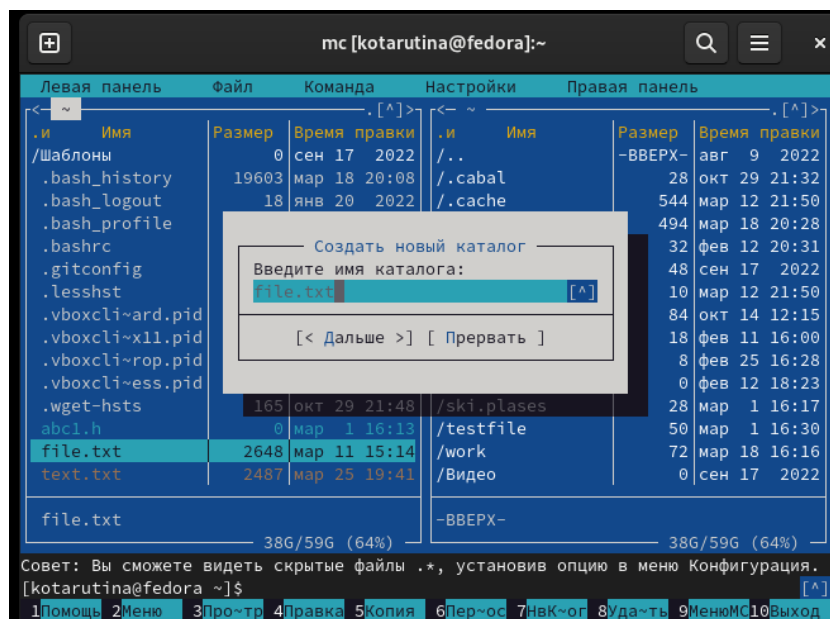 mc [kotarutina@fedora]:~
Левая панель Файл Команда Настройки Правая панель
<— ~ .[^]> <— ~ .[^]>
.и Имя Размер Время правки .и Имя Размер Время правки
/Шаблоны 0 сен 17 2022 /.. -ВВЕРХ- авг 9 2022
.bash_history 19603 мар 18 20:08 /.cabal 28 окт 29 21:32
.bash_logout 18 янв 20 2022 /.cache 544 мар 12 21:50
.bash_profile 494 мар 18 20:28
.bashrc Создать новый каталог 32 фев 12 20:31
.gitconfig Введите имя каталога: 48 сен 17 2022
.lesshst file.txt [^] 10 мар 12 21:50
.vboxcli~ard.pid 84 окт 14 12:15
.vboxcli~x11.pid [< Дальше >] [ Прервать ] 18 фев 11 16:00
.vboxcli~rop.pid 8 фев 25 16:28
.vboxcli~ess.pid 0 фев 12 18:23
.wget-hsts 165 окт 29 21:48 /ski.plases 28 мар 1 16:17
abc1.h 0 мар 1 16:13 /testfile 50 мар 1 16:30
file.txt 2648 мар 11 15:14 /work 72 мар 18 16:16
text.txt 2487 мар 25 19:41 /Видео 0 сен 17 2022
file.txt -ВВЕРХ-
38G/59G (64%) 38G/59G (64%)
Совет: Вы сможете видеть скрытые файлы .*, установив опцию в меню Конфигурация.
[kotarutina@fedora ~]$ [^]
1Помощь 2Меню 3Про~тр 4Правка 5Копия 6Пер~ос 7НвК~ог 8Уда~ть 9МенюMC 10Выход